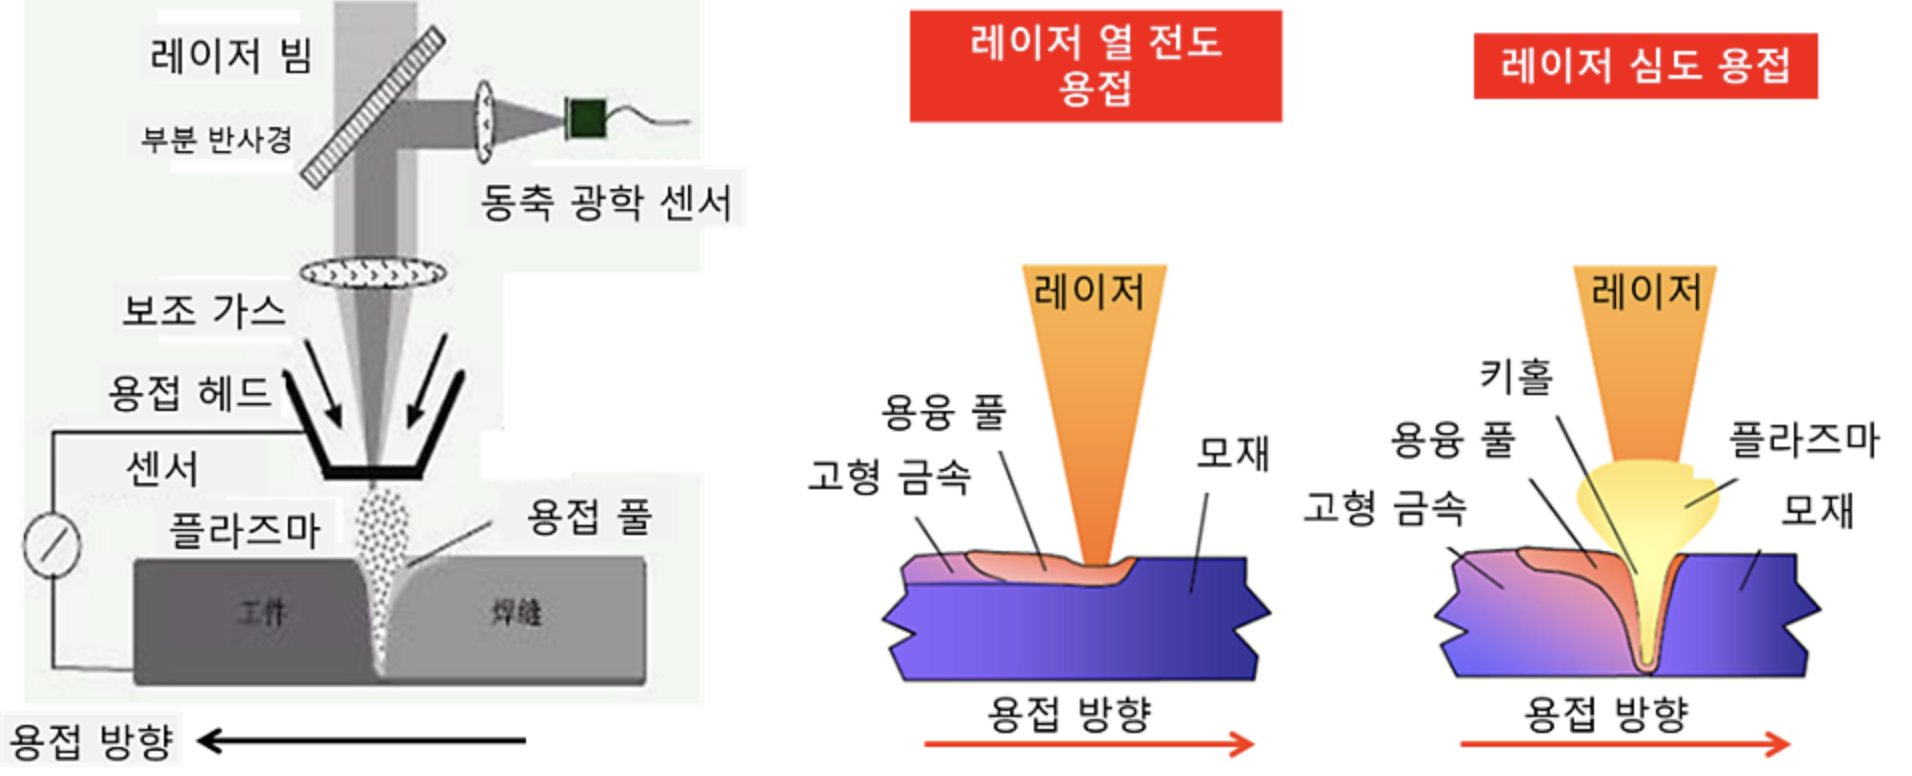 레이저 빔
부분 반사경
동축 광학 센서
보조 가스
용접 헤드
센서
플라즈마
용접 풀
工件
焊缝
용접 방향
레이저 열 전도
용접
레이저
용융 풀
고형 금속
모재
용접 방향
레이저 심도 용접
레이저
키홀
용융 풀
플라즈마
고형 금속
모재
용접 방향